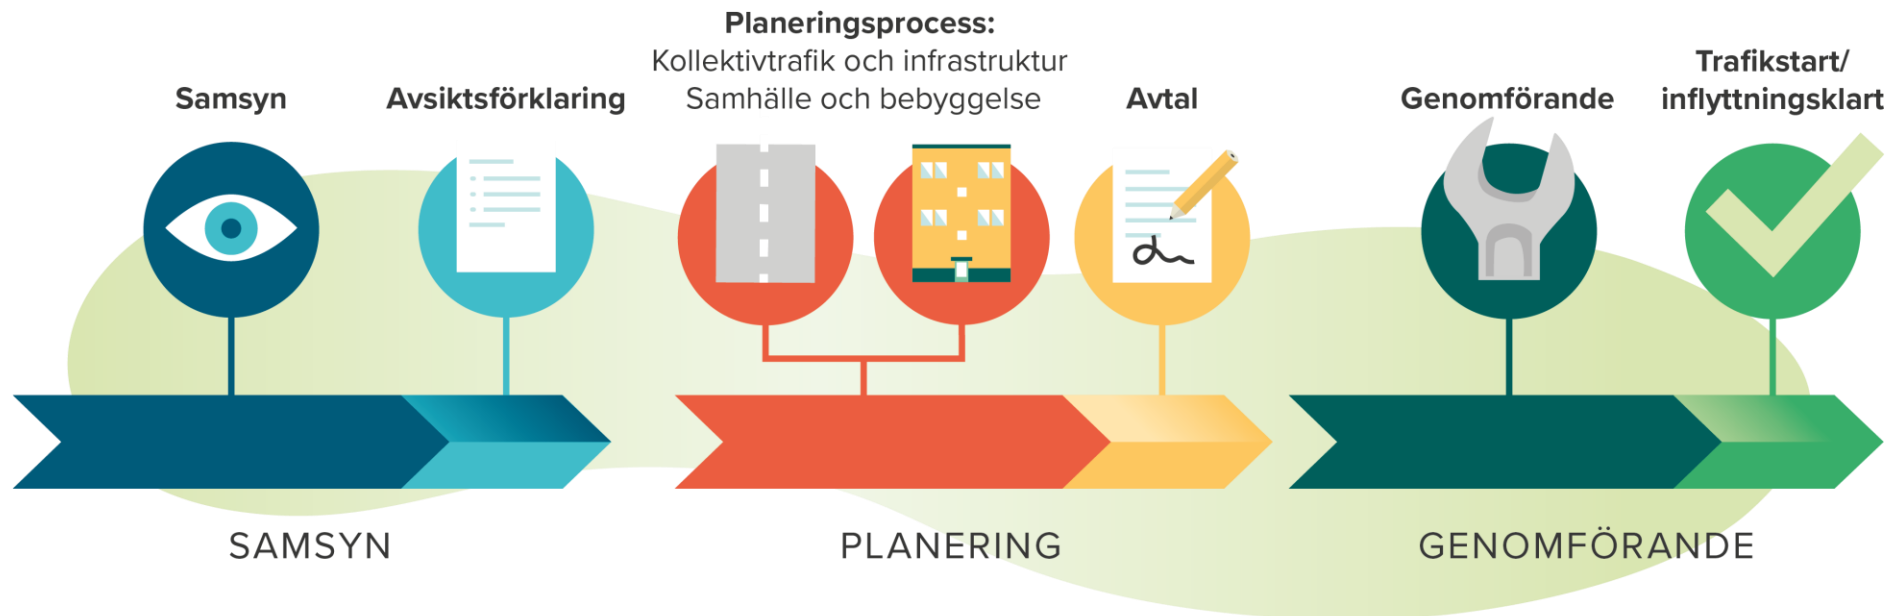 Samsyn
Avsiktsförklaring
Planeringsprocess:
Kollektivtrafik och infrastruktur
Samhälle och bebyggelse
Avtal
Genomförande
Trafikstart/
inflyttningsklart
SAMSYN
PLANERING
GENOMFÖRANDE